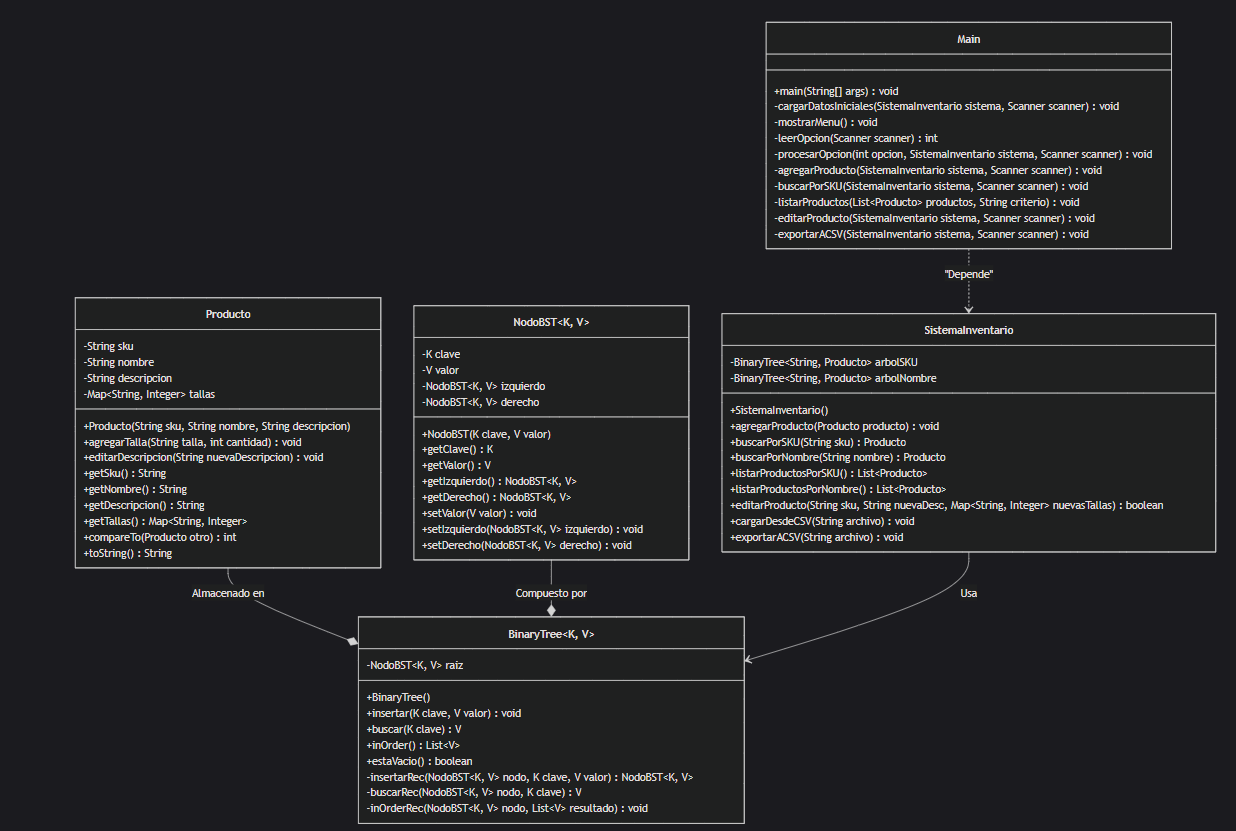 Main
+main(String[] args) : void
-cargarDatosIniciales(SistemaInventario sistema, Scanner scanner) : void
-mostrarMenu() : void
-leerOpcion(Scanner scanner) : int
-procesarOpcion(int opcion, SistemaInventario sistema, Scanner scanner) : void
-agregarProducto(SistemaInventario sistema, Scanner scanner) : void
-buscarPorSKU(SistemaInventario sistema, Scanner scanner) : void
-listarProductos(List<Producto> productos, String criterio) : void
-editarProducto(SistemaInventario sistema, Scanner scanner) : void
-exportarACSV(SistemaInventario sistema, Scanner scanner) : void
"Depende"
Producto
-String sku
-String nombre
-String descripcion
-Map<String, Integer> tallas
+Producto(String sku, String nombre, String descripcion)
+agregarTalla(String talla, int cantidad) : void
+editarDescripcion(String nuevaDescripcion) : void
+getSku() : String
+getNombre() : String
+getDescripcion() : String
+getTallas() : Map<String, Integer>
+compareTo(Producto otro) : int
+toString() : String
NodoBST<K, V>
-K clave
-V valor
-NodoBST<K, V> izquierdo
-NodoBST<K, V> derecho
+NodoBST(K clave, V valor)
+getClave() : K
+getValor() : V
+getIzquierdo() : NodoBST<K, V>
+getDerecho() : NodoBST<K, V>
+setValor(V valor) : void
+setIzquierdo(NodoBST<K, V> izquierdo) : void
+setDerecho(NodoBST<K, V> derecho) : void
SistemaInventario
-BinaryTree<String, Producto> arbolSKU
-BinaryTree<String, Producto> arbolNombre
+SistemaInventario()
+agregarProducto(Producto producto) : void
+buscarPorSKU(String sku) : Producto
+buscarPorNombre(String nombre) : Producto
+listarProductosPorSKU() : List<Producto>
+listarProductosPorNombre() : List<Producto>
+editarProducto(String sku, String nuevaDesc, Map<String, Integer> nuevasTallas) : boolean
+cargarDesdeCSV(String archivo) : void
+exportarACSV(String archivo) : void
Almacenado en
Compuesto por
Usa
BinaryTree<K, V>
-NodoBST<K, V> raiz
+BinaryTree()
+insertar(K clave, V valor) : void
+buscar(K clave) : V
+inOrder() : List<V>
+estaVacio() : boolean
-insertarRec(NodoBST<K, V> nodo, K clave, V valor) : NodoBST<K, V>
-buscarRec(NodoBST<K, V> nodo, K clave) : V
-inOrderRec(NodoBST<K, V> nodo, List<V> resultado) : void